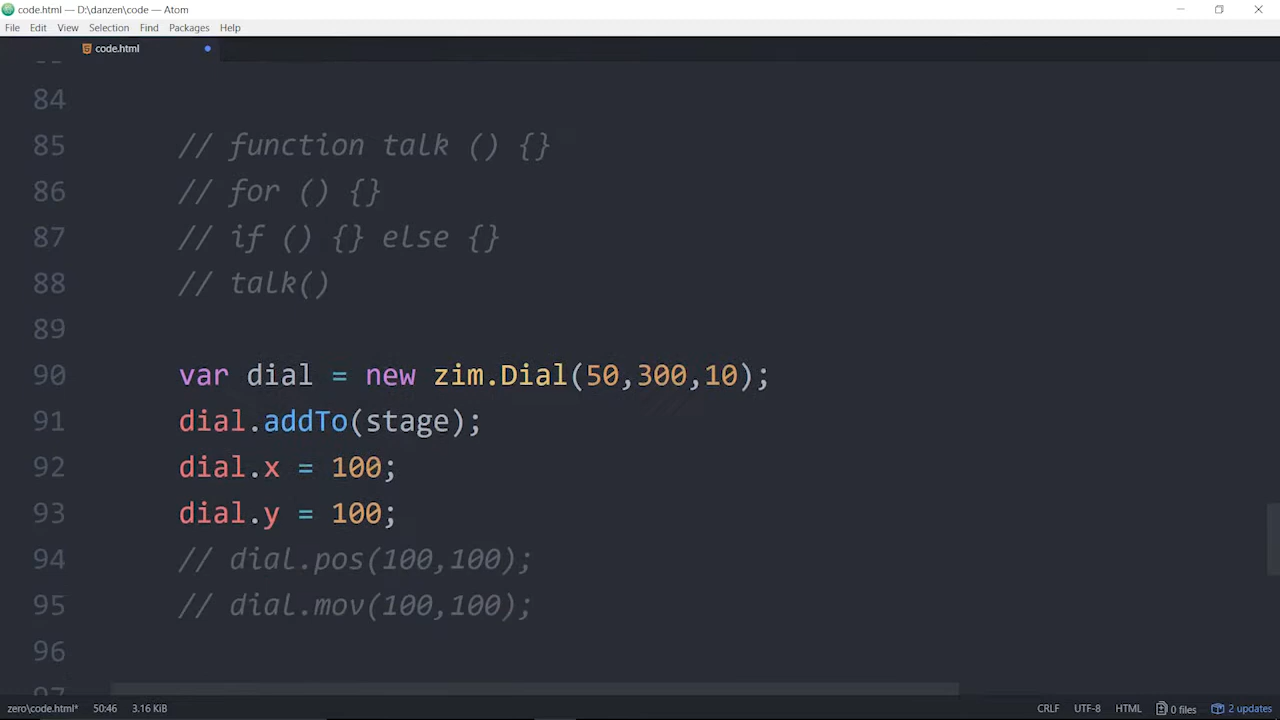 code.html — D:\danzen\code — Atom
File Edit View Selection Find Packages Help
code.html
84
85 // function talk () {}
86 // for () {}
87 // if () {} else {}
88 // talk()
89
90 var dial = new zim.Dial(50,300,10);
91 dial.addTo(stage);
92 dial.x = 100;
93 dial.y = 100;
94 // dial.pos(100,100);
95 // dial.mov(100,100);
96
zero\code.html* 50:46 3.16 KiB CRLF UTF-8 HTML 0 files 2 updates